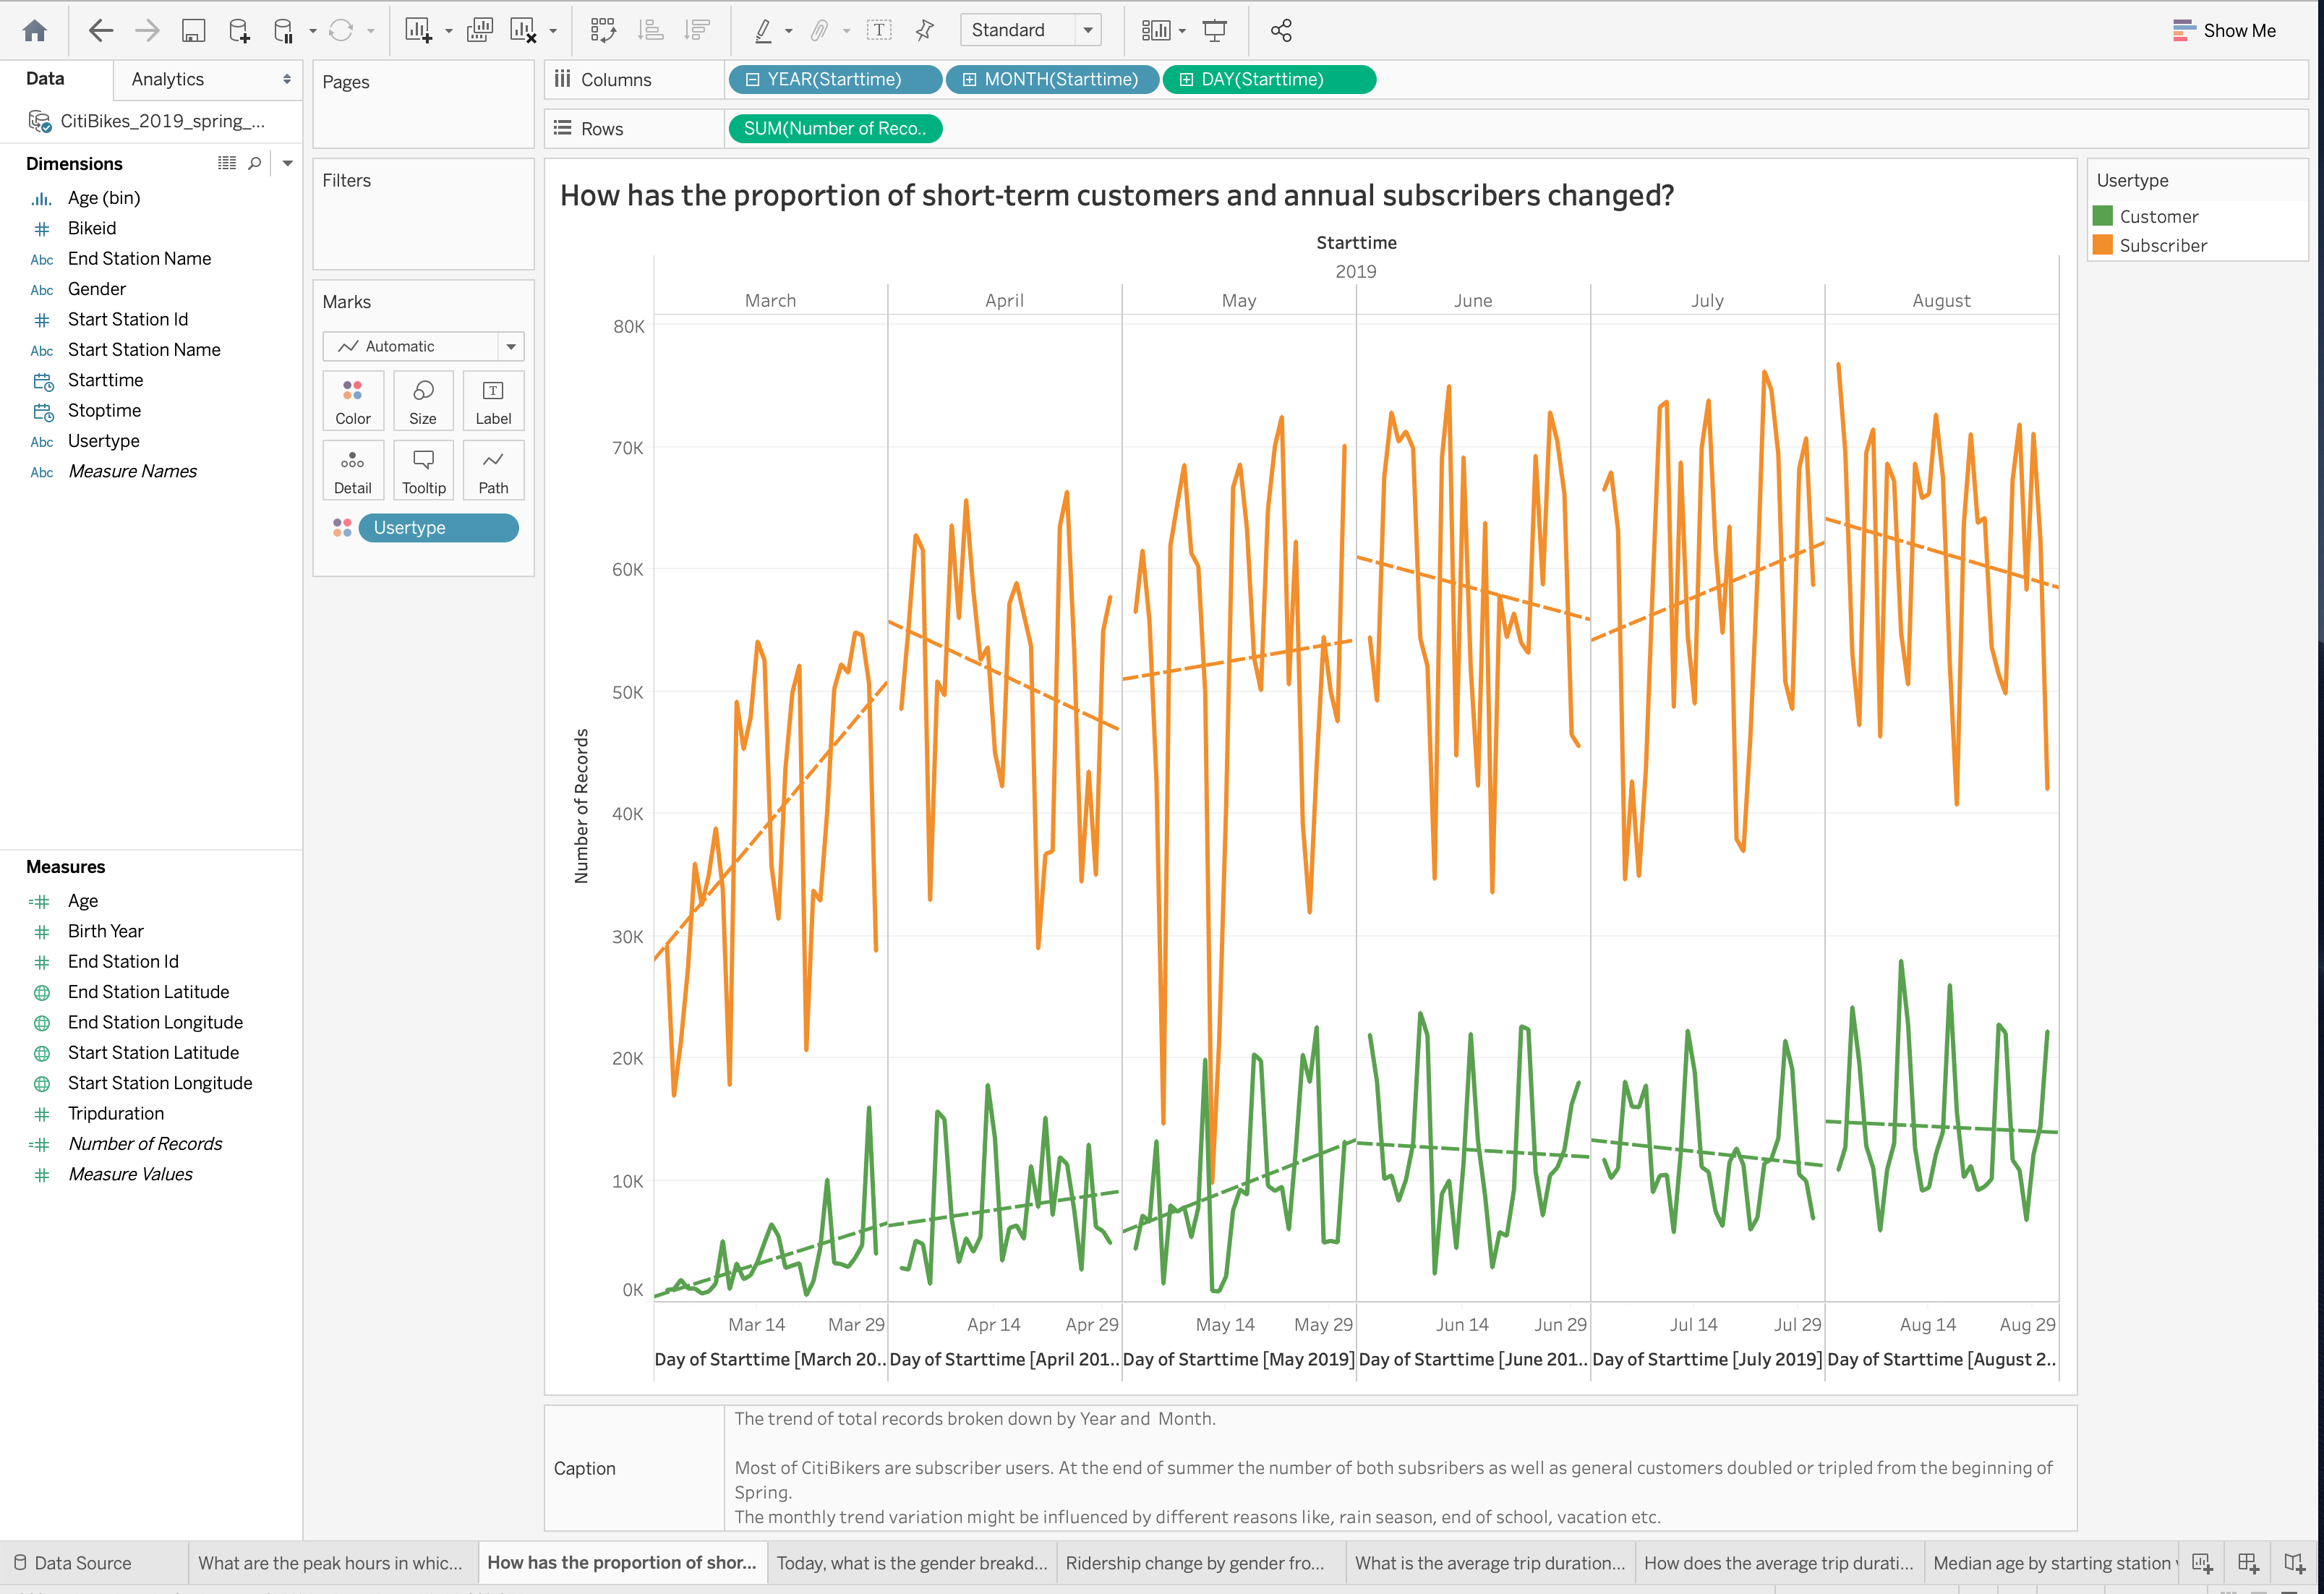 Standard
Show Me
Data
Analytics
CitiBikes_2019_spring_...
Dimensions
Age (bin)
Bikeid
Abc End Station Name
Abc Gender
Start Station Id
Abc Start Station Name
Starttime
Stoptime
Abc Usertype
Abc Measure Names
Measures
Age
Birth Year
End Station Id
End Station Latitude
End Station Longitude
Start Station Latitude
Start Station Longitude
Tripduration
Number of Records
Measure Values
Pages
Filters
Marks
Automatic
Color Size Label
Detail Tooltip Path
Usertype
Columns YEAR(Starttime) MONTH(Starttime) DAY(Starttime)
Rows SUM(Number of Reco..
How has the proportion of short-term customers and annual subscribers changed?
Starttime
2019
March April May June July August
80K
70K
60K
50K
40K
30K
20K
10K
0K
Number of Records
Mar 14 Mar 29 Apr 14 Apr 29 May 14 May 29 Jun 14 Jun 29 Jul 14 Jul 29 Aug 14 Aug 29
Day of Starttime [March 20.. Day of Starttime [April 201.. Day of Starttime [May 2019] Day of Starttime [June 201.. Day of Starttime [July 2019] Day of Starttime [August 2..
Usertype
Customer
Subscriber
Caption
The trend of total records broken down by Year and  Month.
Most of CitiBikers are subscriber users. At the end of summer the number of both subsribers as well as general customers doubled or tripled from the beginning of
Spring.
The monthly trend variation might be influenced by different reasons like, rain season, end of school, vacation etc.
Data Source What are the peak hours in whic... How has the proportion of shor... Today, what is the gender breakd... Ridership change by gender fro... What is the average trip duration... How does the average trip durati... Median age by starting station